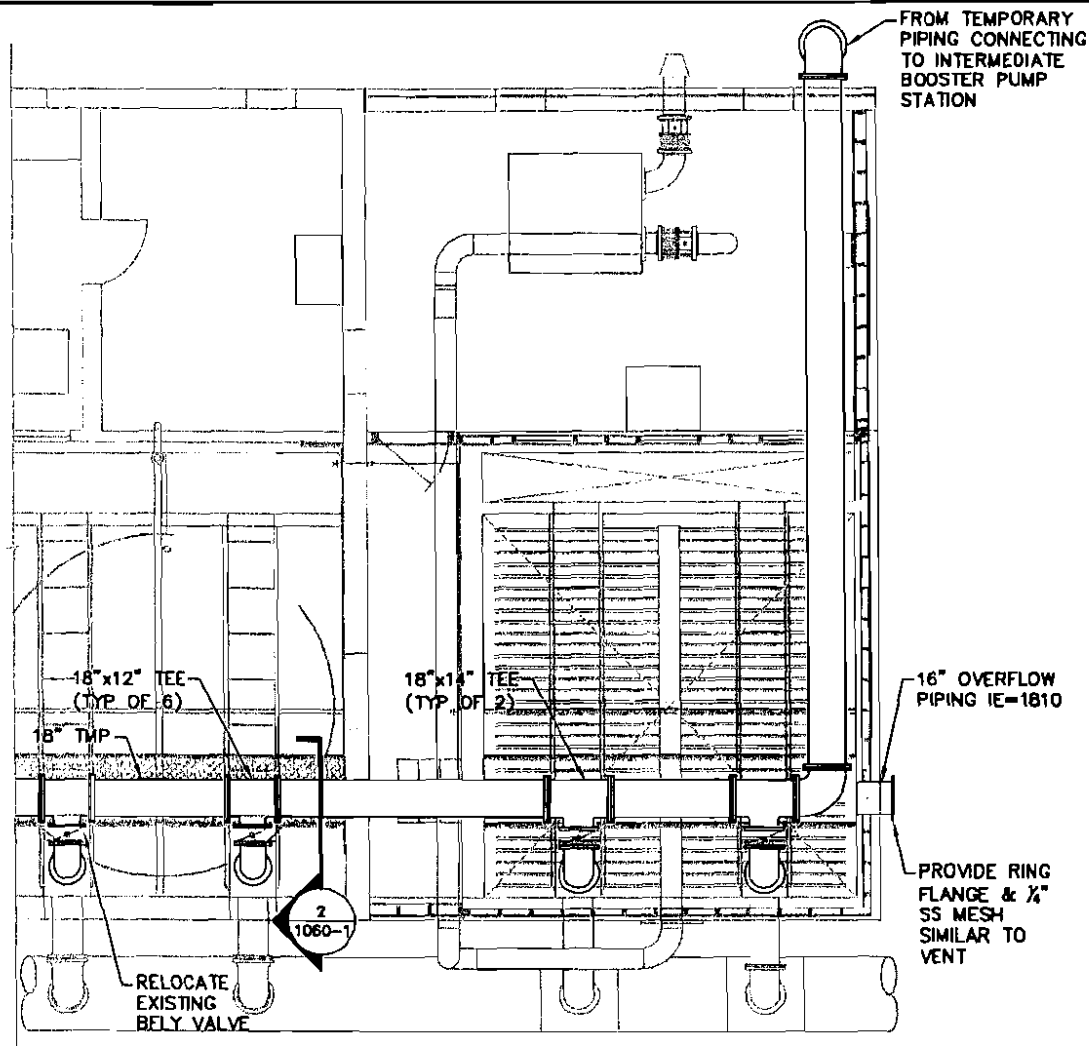 FROM TEMPORARY
PIPING CONNECTING
TO INTERMEDIATE
BOOSTER PUMP
STATION
18"x12" TEE
(TYP OF 6)
18" TMP
18"x14" TEE
(TYP OF 2)
16" OVERFLOW
PIPING IE=1810
PROVIDE RING
FLANGE & ¼"
SS MESH
SIMILAR TO
VENT
2
1060-1
RELOCATE
EXISTING
BFLY VALVE